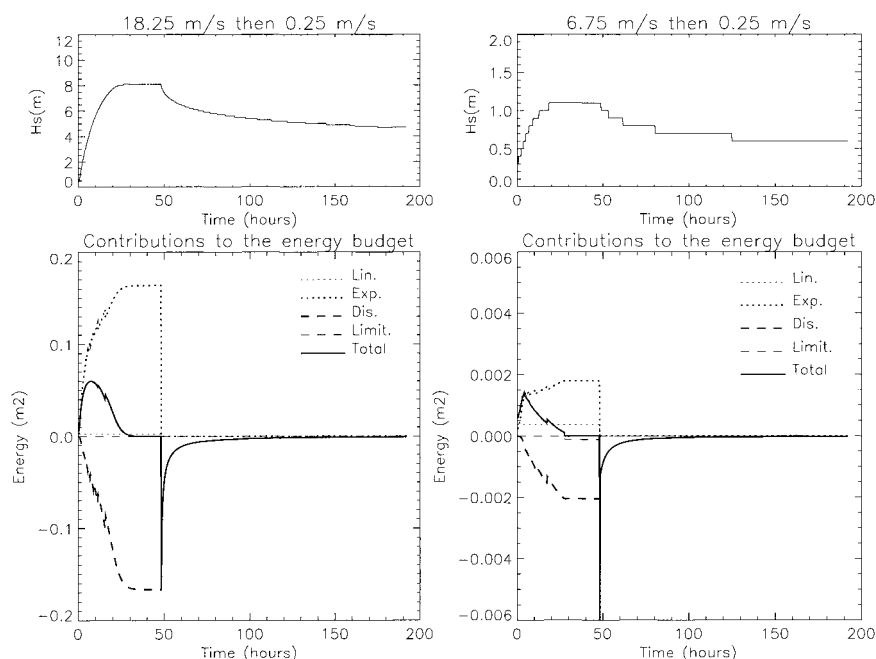 18.25 m/s then 0.25 m/s
12
10
8
6
4
2
0
Hs(m)
0 50 100 150 200
Time (hours)
6.75 m/s then 0.25 m/s
2.0
1.5
1.0
0.5
0.0
Hs(m)
0 50 100 150 200
Time (hours)
Contributions to the energy budget
0.2
0.1
0.0
−0.1
−0.2
Energy (m2)
Lin.
Exp.
Dis.
Limit.
Total
0 50 100 150 200
Time (hours)
Contributions to the energy budget
0.006
0.004
0.002
0.000
−0.002
−0.004
−0.006
Energy (m2)
Lin.
Exp.
Dis.
Limit.
Total
0 50 100 150 200
Time (hours)